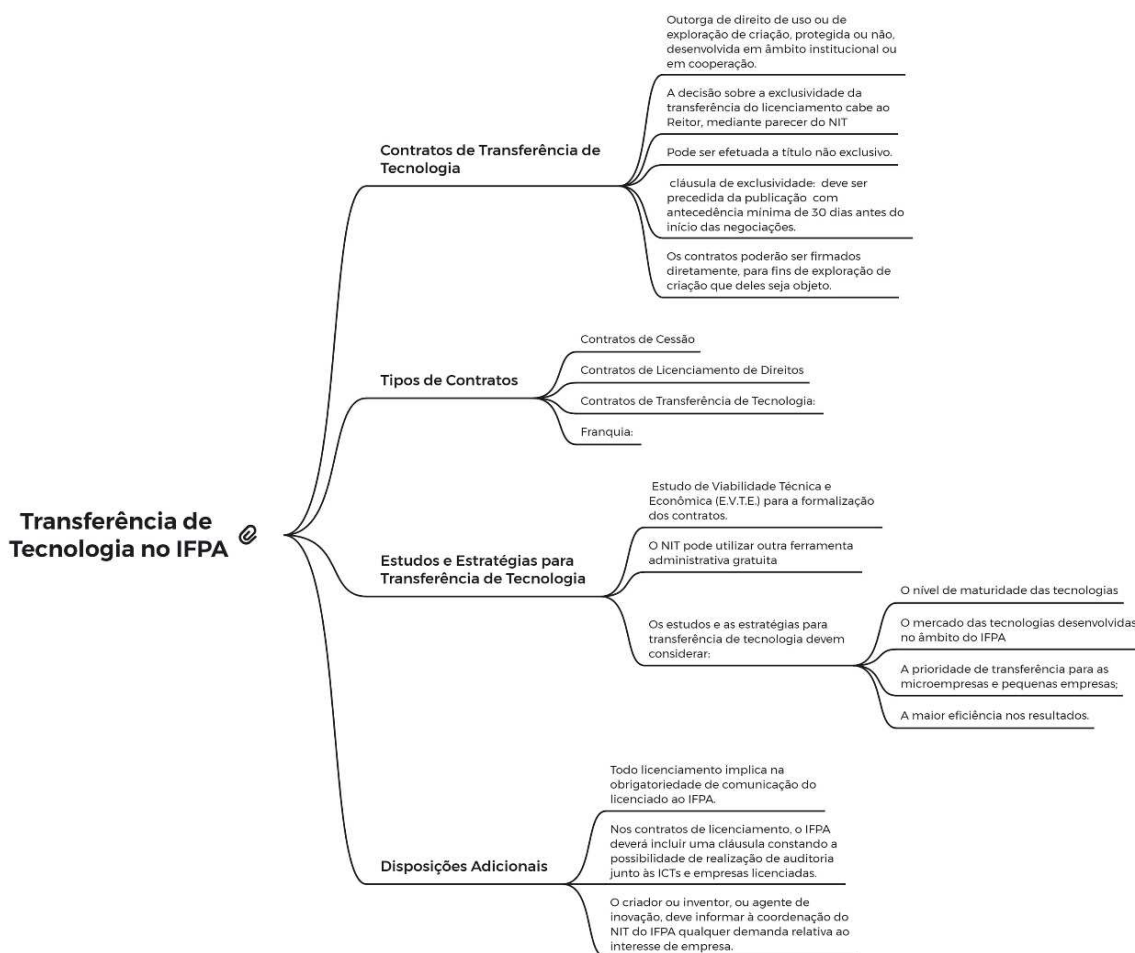 Transferência de
Tecnologia no IFPA
Contratos de Transferência de
Tecnologia
Outorga de direito de uso ou de
exploração de criação, protegida ou não,
desenvolvida em âmbito institucional ou
em cooperação.
A decisão sobre a exclusividade da
transferência do licenciamento cabe ao
Reitor, mediante parecer do NIT
Pode ser efetuada a título não exclusivo.
cláusula de exclusividade: deve ser
precedida da publicação com
antecedência mínima de 30 dias antes do
início das negociações.
Os contratos poderão ser firmados
diretamente, para fins de exploração de
criação que deles seja objeto.
Tipos de Contratos
Contratos de Cessão
Contratos de Licenciamento de Direitos
Contratos de Transferência de Tecnologia:
Franquia:
Estudos e Estratégias para
Transferência de Tecnologia
Estudo de Viabilidade Técnica e
Econômica (E.V.T.E.) para a formalização
dos contratos.
O NIT pode utilizar outra ferramenta
administrativa gratuita
Os estudos e as estratégias para
transferência de tecnologia devem
considerar:
O nível de maturidade das tecnologias
O mercado das tecnologias desenvolvidas
no âmbito do IFPA
A prioridade de transferência para as
microempresas e pequenas empresas;
A maior eficiência nos resultados.
Disposições Adicionais
Todo licenciamento implica na
obrigatoriedade de comunicação do
licenciado ao IFPA.
Nos contratos de licenciamento, o IFPA
deverá incluir uma cláusula constando a
possibilidade de realização de auditoria
junto às ICTs e empresas licenciadas.
O criador ou inventor, ou agente de
inovação, deve informar à coordenação do
NIT do IFPA qualquer demanda relativa ao
interesse de empresa.